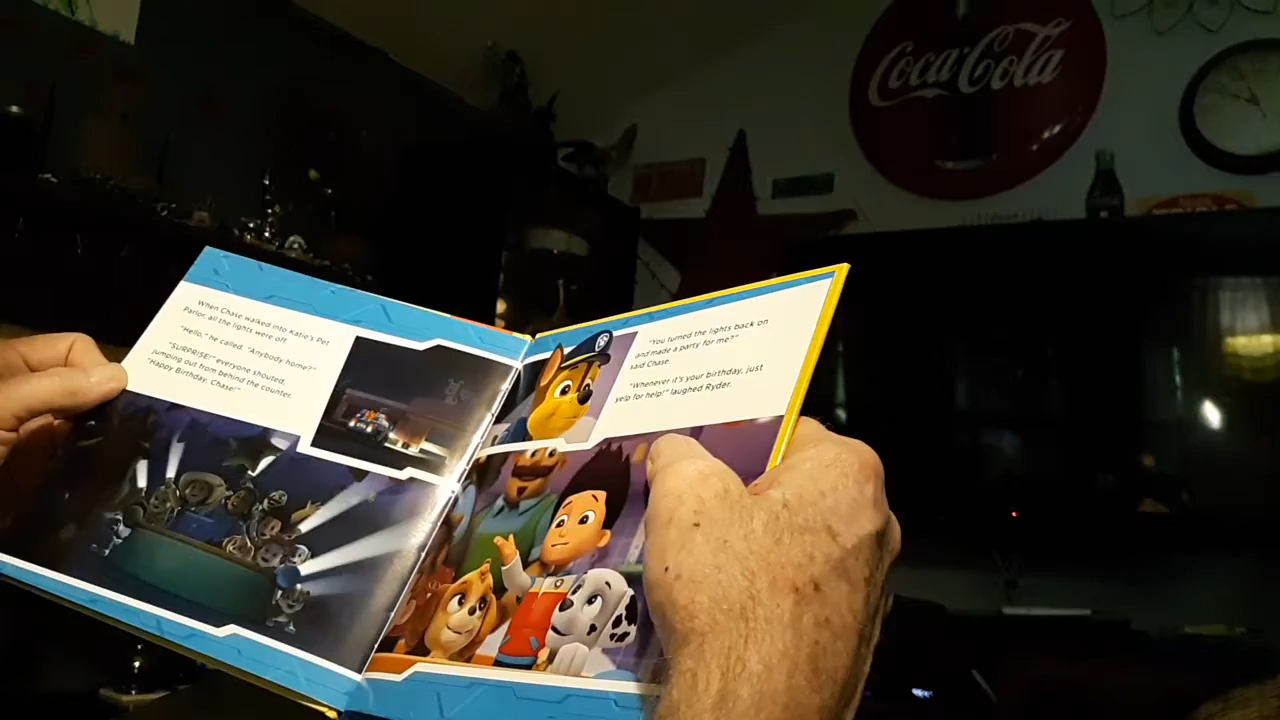 Coca-Cola
When Chase walked into Katie's Pet
Parlor, all the lights were off.
"Hello," he called. "Anybody home?"
"SURPRISE!" everyone shouted,
jumping out from behind the counter.
"Happy Birthday, Chase!"
"You turned the lights back on
and made a party for me?"
said Chase.
"Whenever it's your birthday, just
yelp for help!" laughed Ryder.